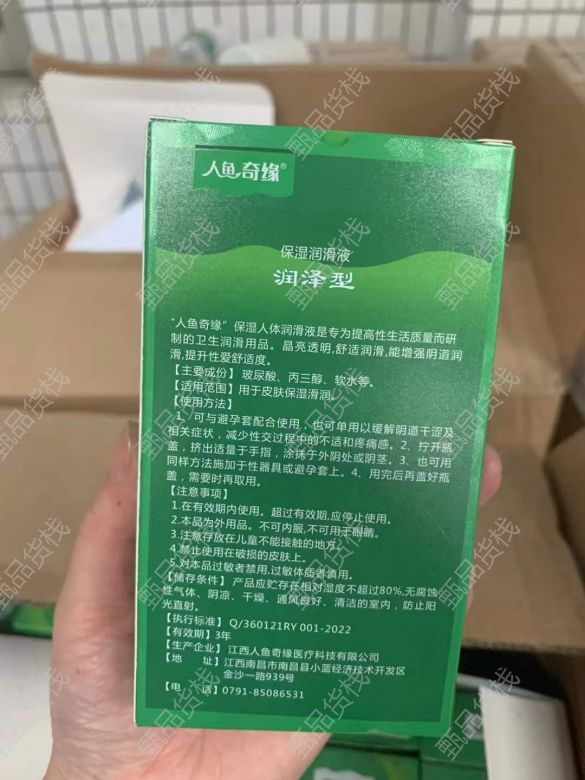 人鱼奇缘®
保湿润滑液
润泽型
“人鱼奇缘”保湿人体润滑液是专为提高性生活质量而研
制的卫生润滑用品。晶亮透明,舒适润滑,能增强阴道润
滑,提升性爱舒适度。
【主要成份】玻尿酸、丙三醇、软水等。
【适用范围】用于皮肤保湿滑润。
【使用方法】
1、可与避孕套配合使用，也可单用以缓解阴道干涩及
相关症状，减少性交过程中的不适和疼痛感。2、拧开瓶
盖，挤出适量于手指，涂抹于外阴处或阴茎。3、也可用
同样方法施加于性器具或避孕套上。4、用完后再盖好瓶
盖，需要时再取用。
【注意事项】
1.在有效期内使用。超过有效期,应停止使用。
2.本品为外用品。不可内服,不可用于眼睛。
3.注意存放在儿童不能接触的地方。
4.禁止使用在破损的皮肤上。
5.对本品过敏者禁用,过敏体质者慎用。
【储存条件】产品应贮存在相对湿度不超过80%,无腐蚀
性气体、阴凉、干燥、通风良好、清洁的室内，防止阳
光直射。
【执行标准】Q/360121RY 001-2022
【有效期】3年
【生产企业】江西人鱼奇缘医疗科技有限公司
【地 址】江西南昌市南昌县小蓝经济技术开发区
金沙一路939号
【电 话】0791-85086531
甄品货栈